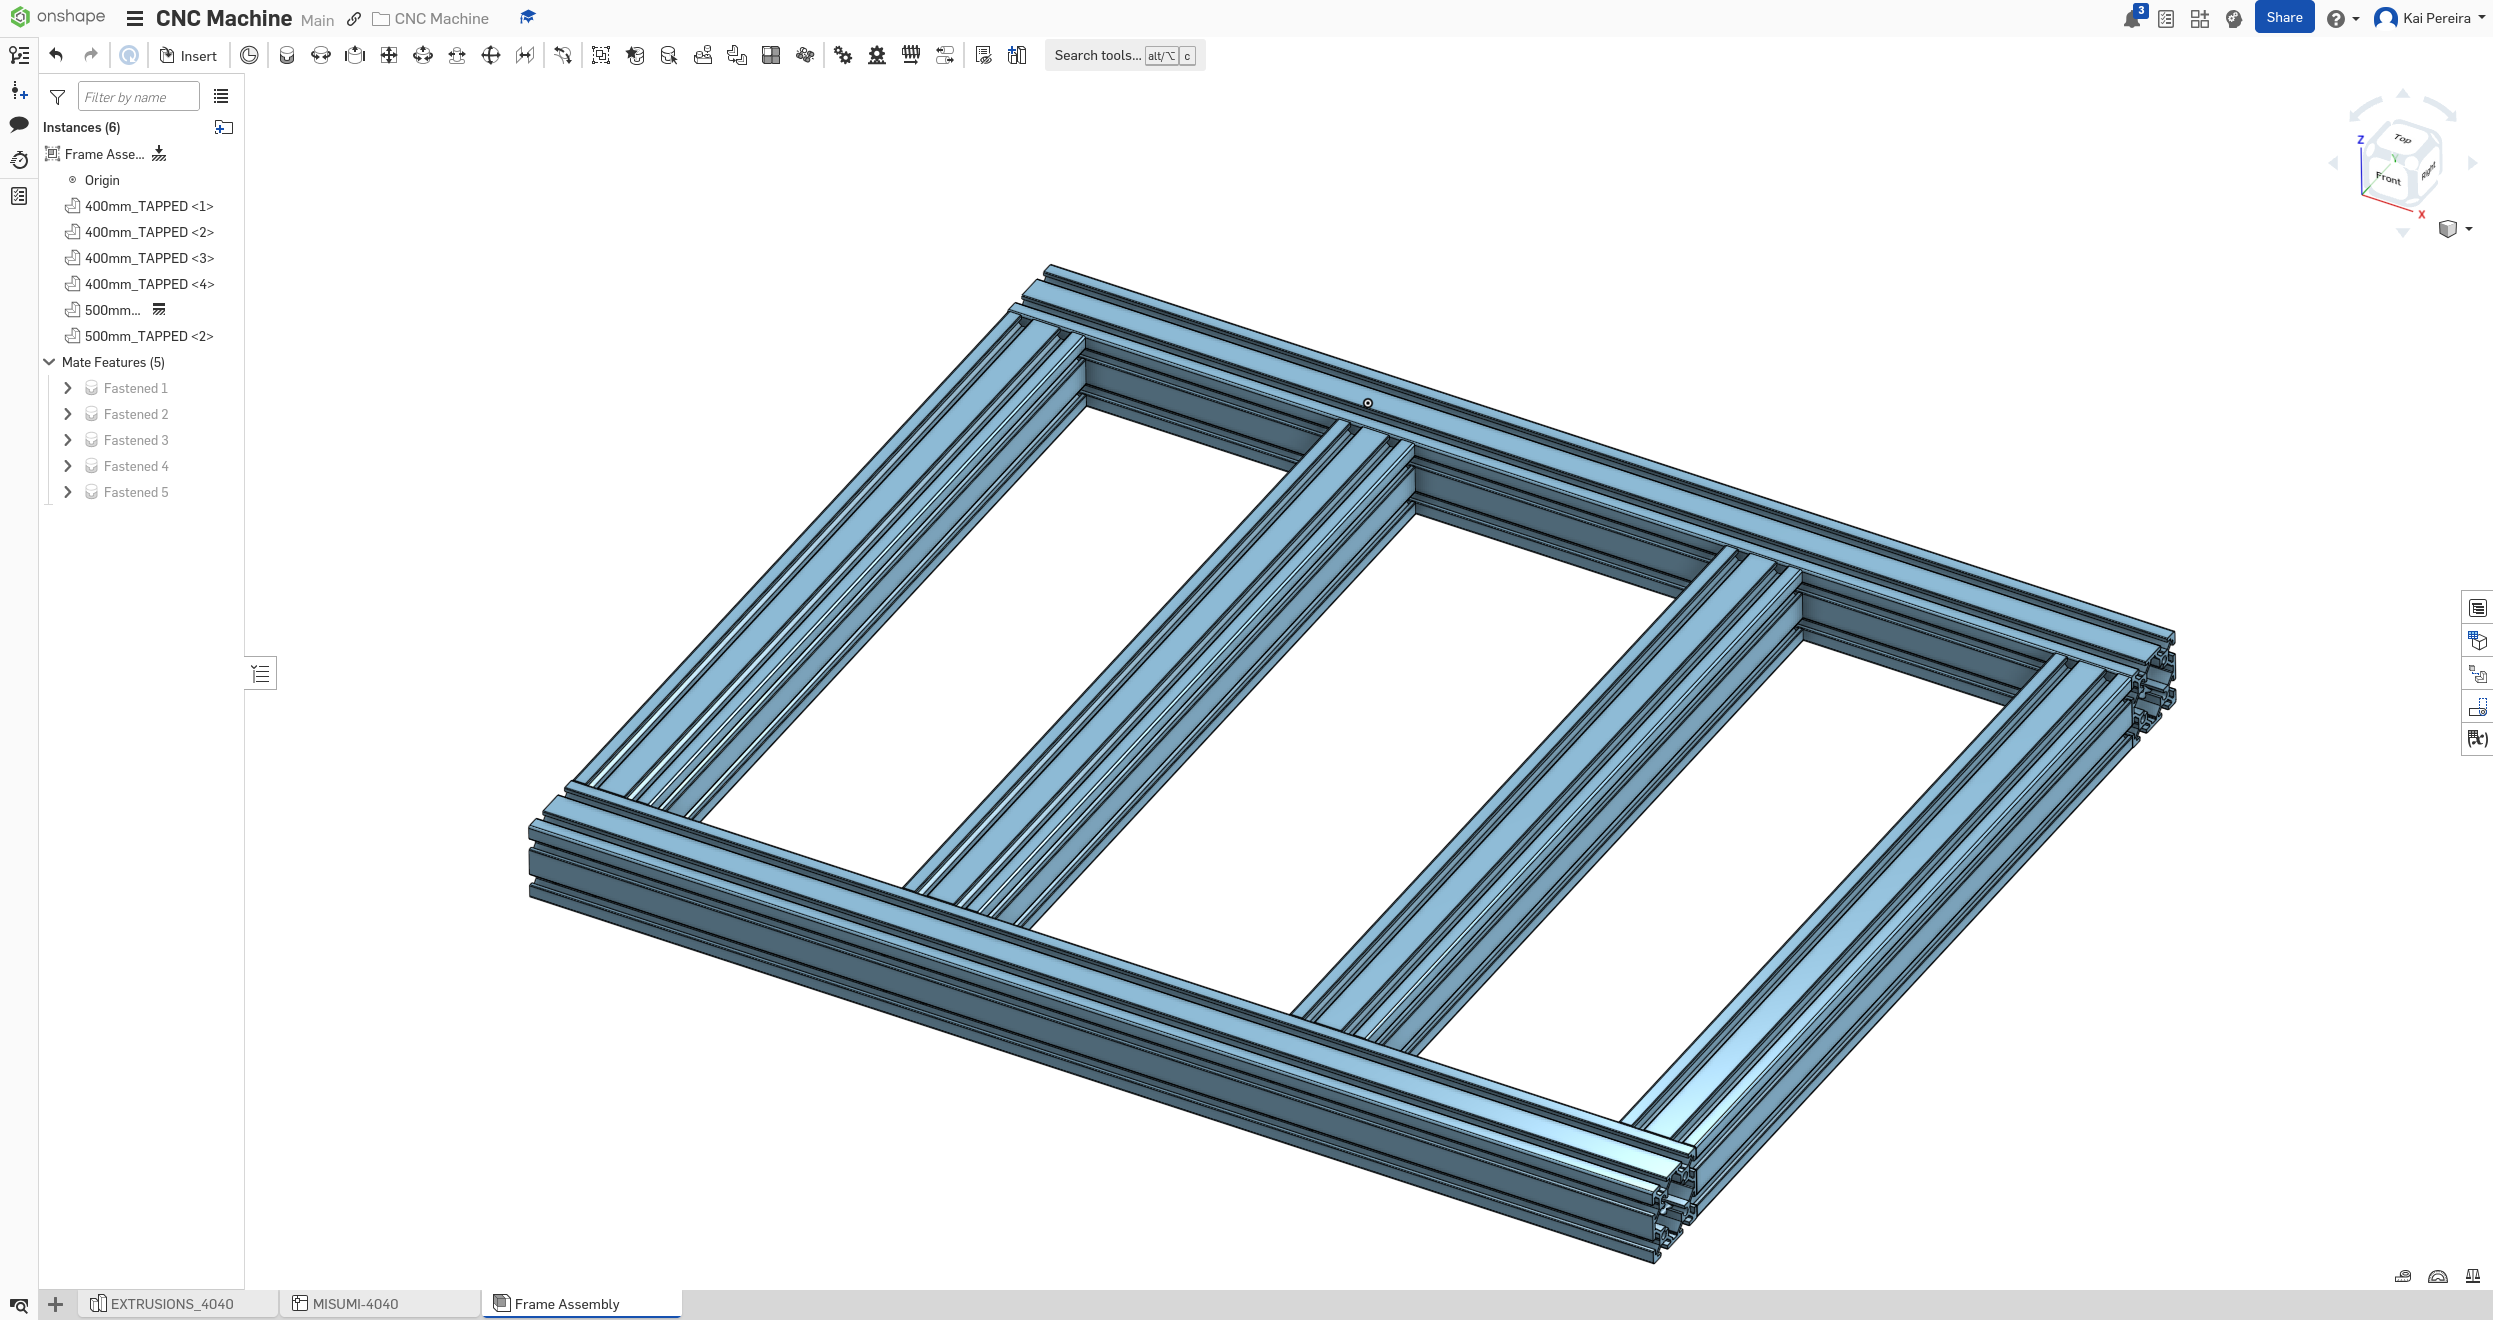 onshape CNC Machine Main CNC Machine 3 Share Kai Pereira
Insert Search tools... alt/⌥ c
Filter by name
Instances (6)
Frame Asse...
Origin
400mm_TAPPED <1>
400mm_TAPPED <2>
400mm_TAPPED <3>
400mm_TAPPED <4>
500mm...
500mm_TAPPED <2>
Mate Features (5)
Fastened 1
Fastened 2
Fastened 3
Fastened 4
Fastened 5
Top
Z
Y
Front
Right
X
(x)
EXTRUSIONS_4040 MISUMI-4040 Frame Assembly